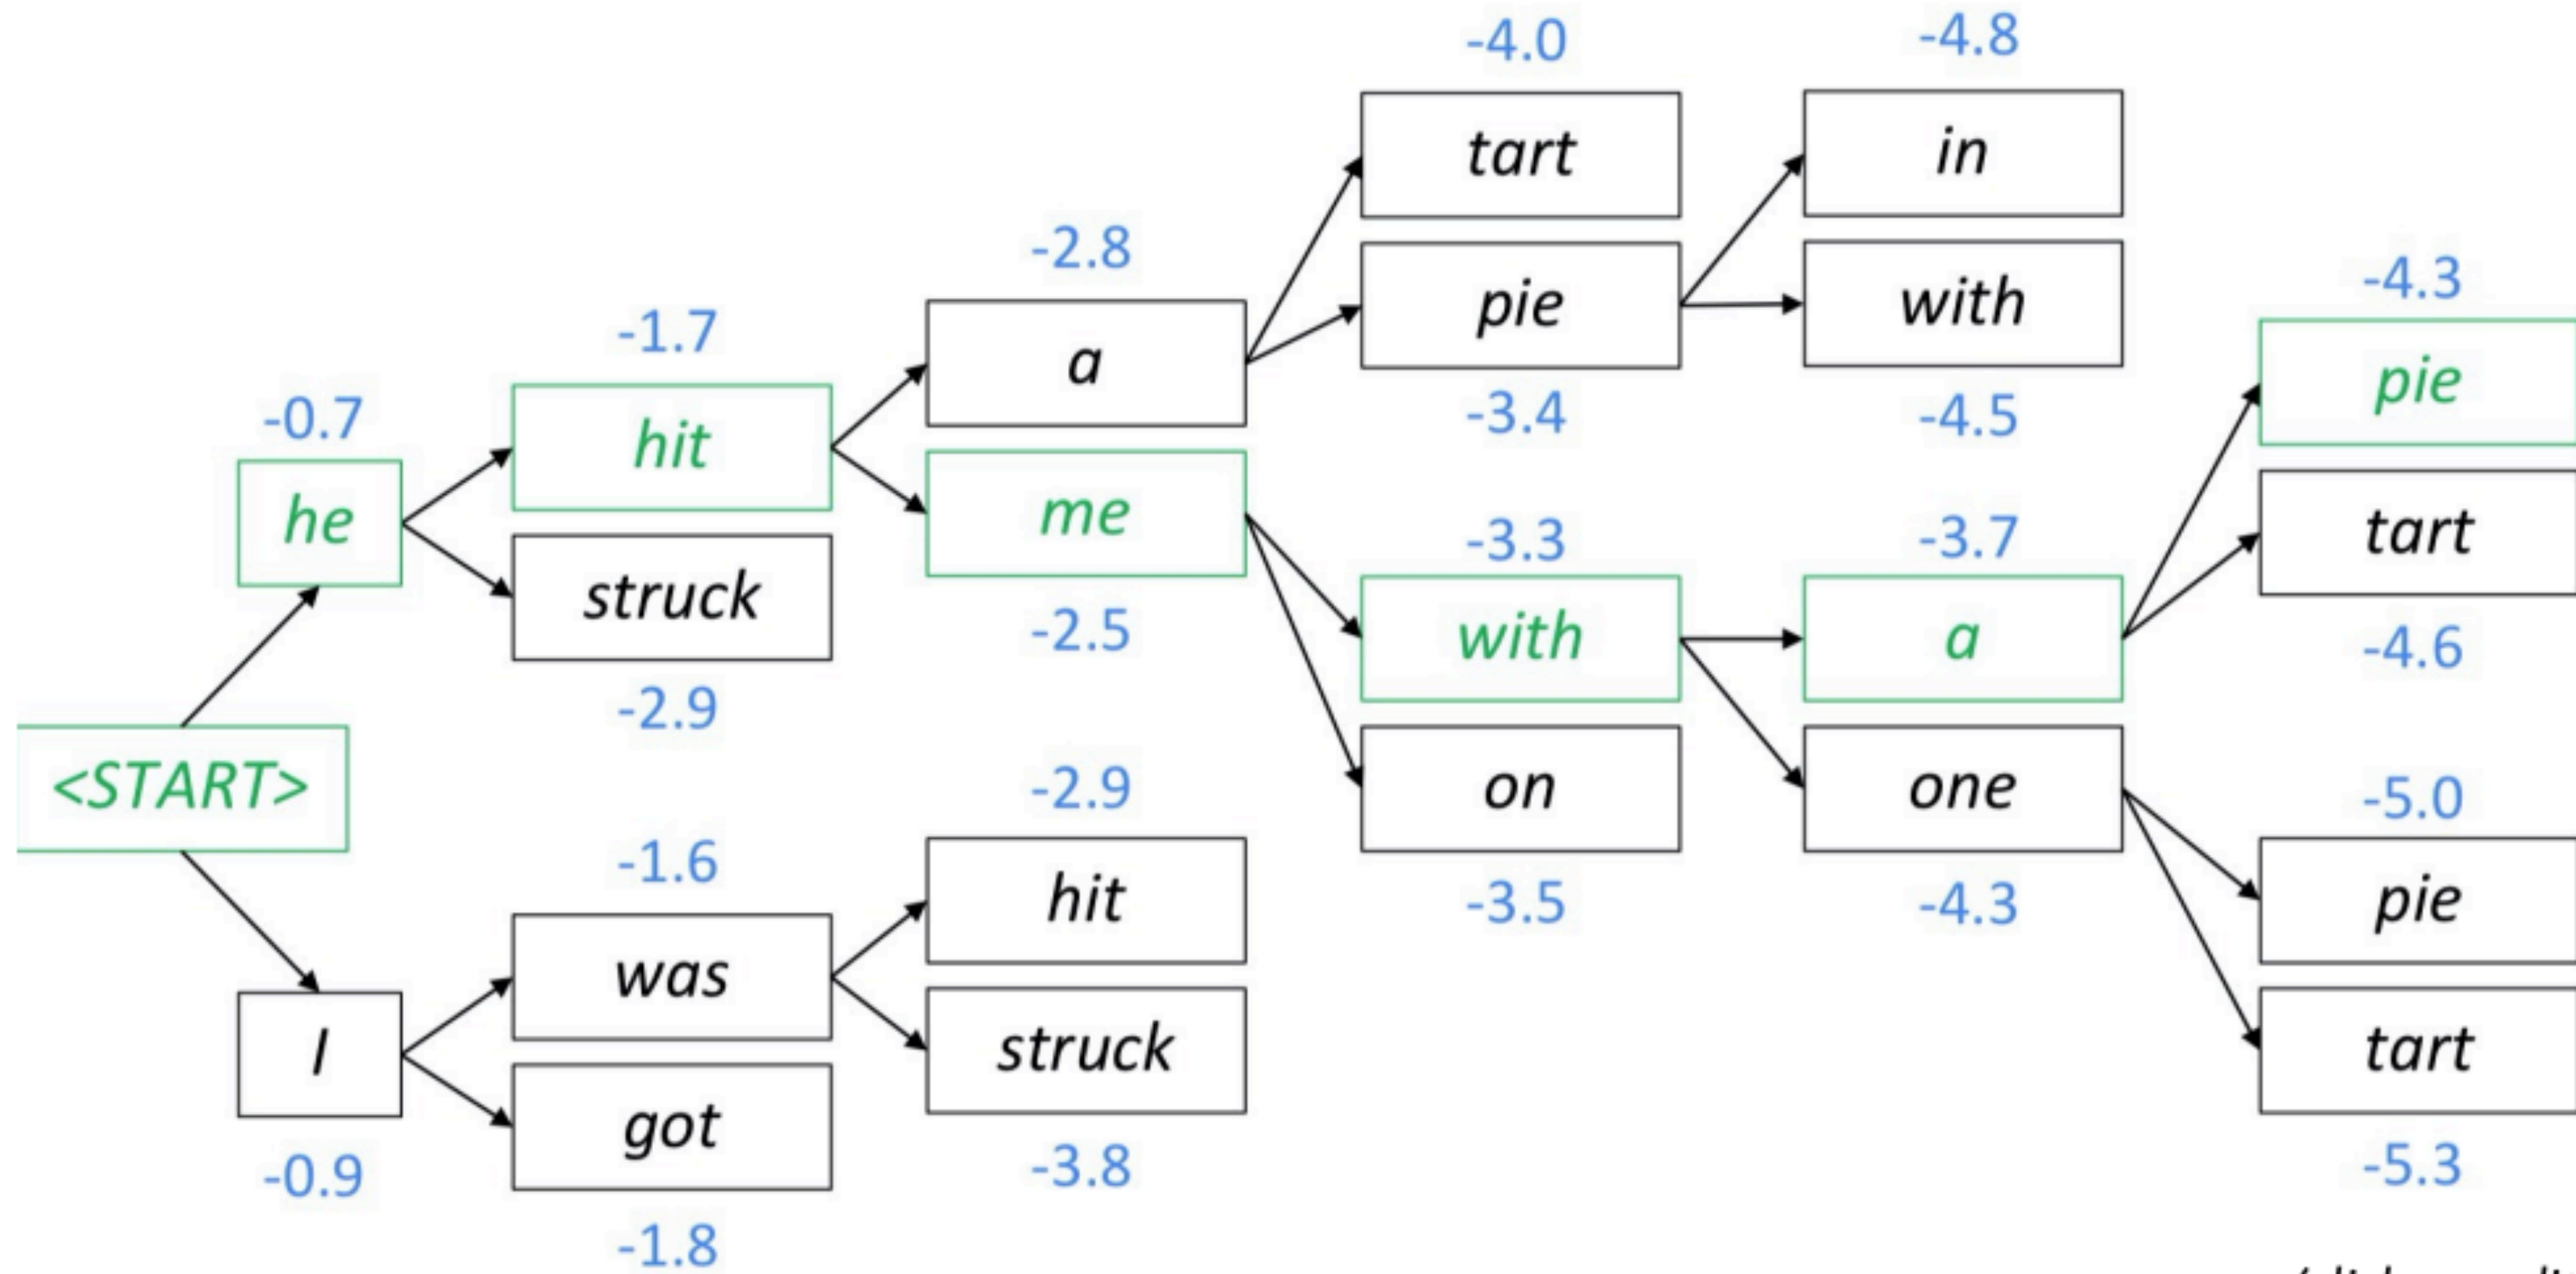 -4.0
-4.8
tart
in
-2.8
pie
with
-4.3
-1.7
a
-3.4
-4.5
pie
-0.7
hit
he
me
-3.3
-3.7
tart
struck
-2.5
with
a
-4.6
-2.9
<START>
-2.9
on
one
-5.0
-1.6
hit
-3.5
-4.3
pie
was
I
struck
tart
got
-0.9
-3.8
-5.3
-1.8